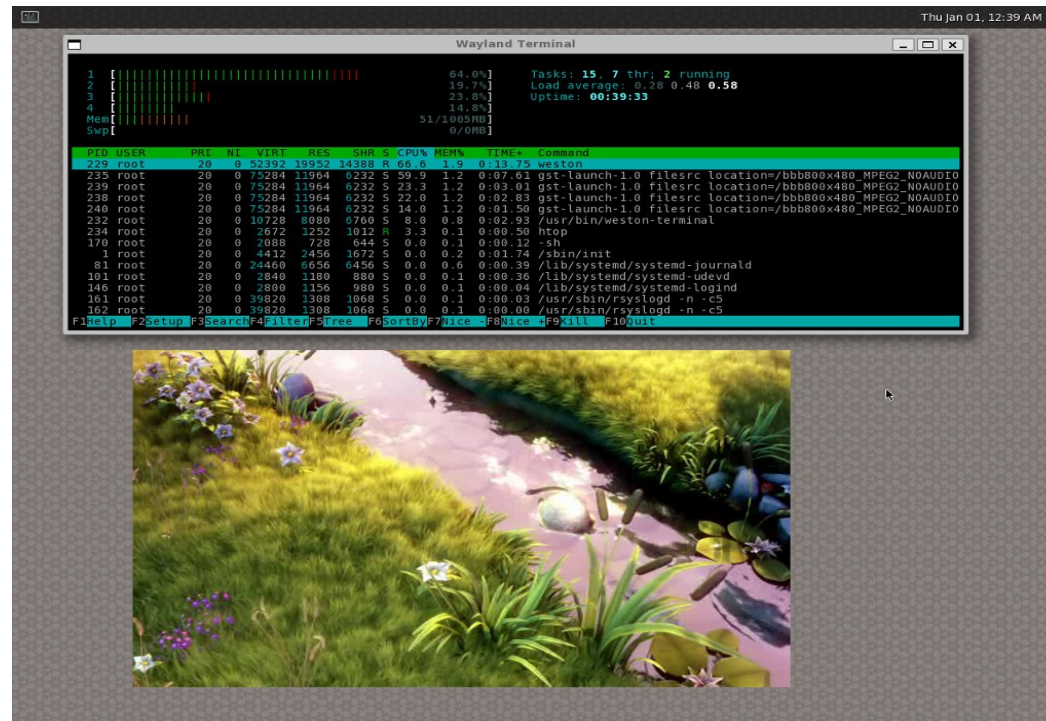 Thu Jan 01, 12:39 AM
Wayland Terminal
1 [||||||||||||||||||||||||||||||||| 64.0%] Tasks: 15, 7 thr; 2 running
2 [||||||||||| 19.7%] Load average: 0.28 0.48 0.58
3 [||||||||||||| 23.8%] Uptime: 00:39:33
4 [|||||||| 14.8%]
Mem[|||||||||| 51/1005MB]
Swp[ 0/0MB]
PID USER PRI NI VIRT RES SHR S CPU% MEM% TIME+ Command
229 root 20 0 52392 19952 14388 R 66.6 1.9 0:13.75 weston
235 root 20 0 75284 11964 6232 S 59.9 1.2 0:07.61 gst-launch-1.0 filesrc location=/bbb800x480_MPEG2_NOAUDIO
239 root 20 0 75284 11964 6232 S 23.3 1.2 0:03.01 gst-launch-1.0 filesrc location=/bbb800x480_MPEG2_NOAUDIO
238 root 20 0 75284 11964 6232 S 22.0 1.2 0:02.83 gst-launch-1.0 filesrc location=/bbb800x480_MPEG2_NOAUDIO
240 root 20 0 75284 11964 6232 S 14.0 1.2 0:01.50 gst-launch-1.0 filesrc location=/bbb800x480_MPEG2_NOAUDIO
232 root 20 0 10728 8080 6760 S 8.0 0.8 0:02.93 /usr/bin/weston-terminal
234 root 20 0 2672 1252 1012 R 3.3 0.1 0:00.50 htop
170 root 20 0 2088 728 644 S 0.0 0.1 0:00.12 -sh
1 root 20 0 4412 2456 1672 S 0.0 0.2 0:01.74 /sbin/init
81 root 20 0 24460 6656 6456 S 0.0 0.6 0:00.39 /lib/systemd/systemd-journald
101 root 20 0 2840 1180 880 S 0.0 0.1 0:00.36 /lib/systemd/systemd-udevd
146 root 20 0 2800 1156 980 S 0.0 0.1 0:00.04 /lib/systemd/systemd-logind
161 root 20 0 39820 1308 1068 S 0.0 0.1 0:00.03 /usr/sbin/rsyslogd -n -c5
162 root 20 0 39820 1308 1068 S 0.0 0.1 0:00.00 /usr/sbin/rsyslogd -n -c5
F1Help F2Setup F3SearchF4FilterF5Tree F6SortByF7Nice -F8Nice +F9Kill F10Quit